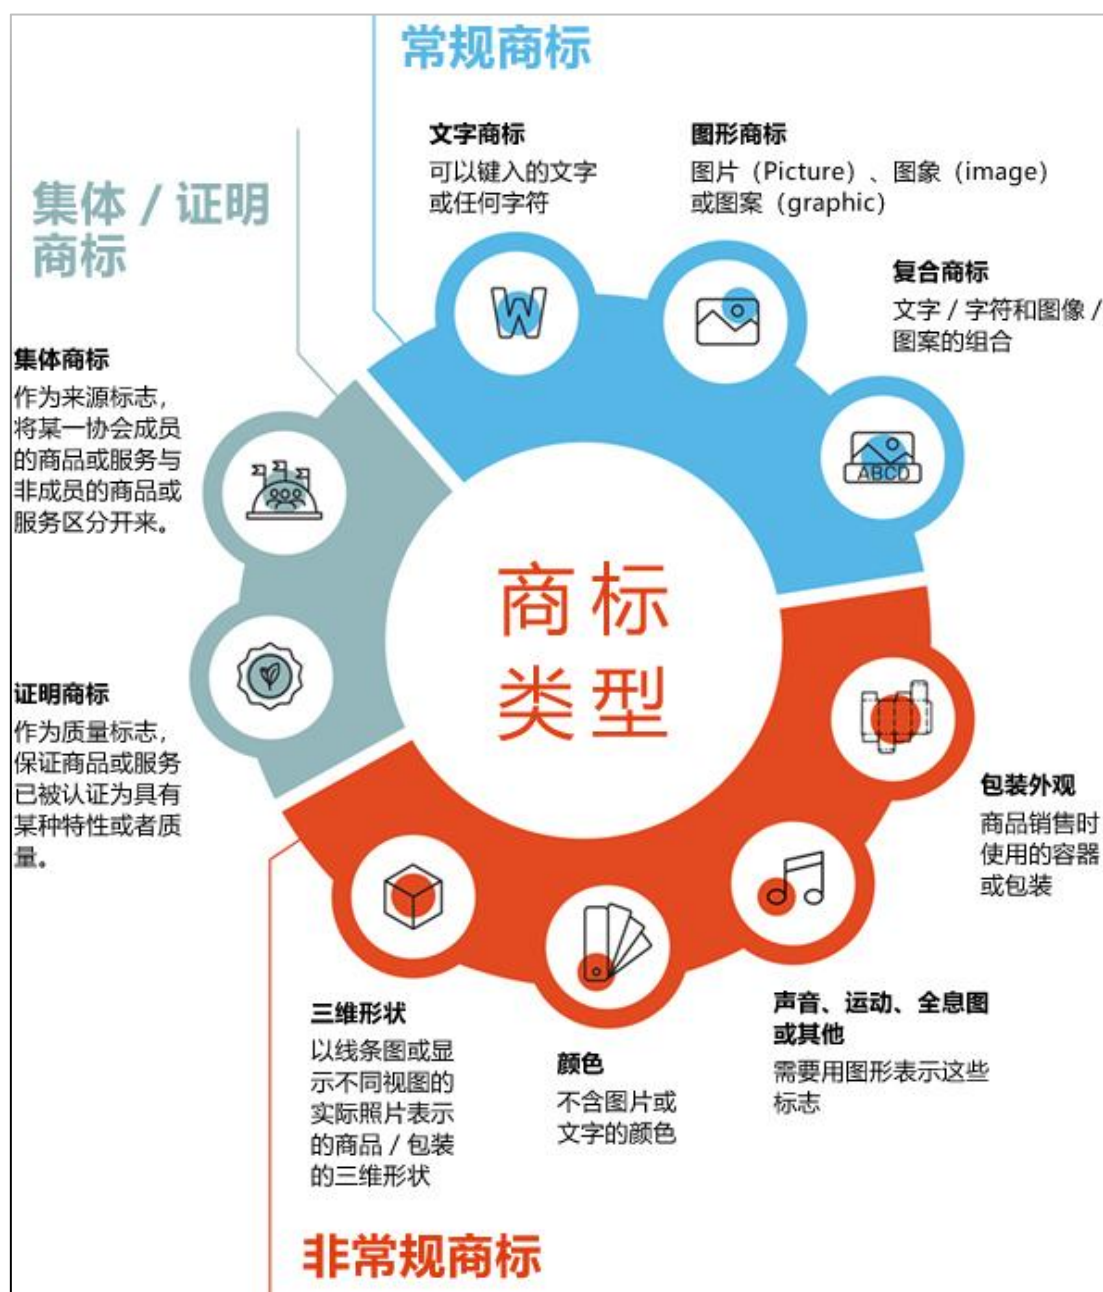 常规商标
文字商标
可以键入的文字
或任何字符
图形商标
图片（Picture）、图象（image）
或图案（graphic）
复合商标
文字 / 字符和图像 /
图案的组合
集体 / 证明
商标
集体商标
作为来源标志，
将某一协会成员
的商品或服务与
非成员的商品或
服务区分开来。
证明商标
作为质量标志，
保证商品或服务
已被认证为具有
某种特性或者质
量。
W
ABCD
商标
类型
包装外观
商品销售时
使用的容器
或包装
声音、运动、全息图
或其他
需要用图形表示这些
标志
颜色
不含图片或
文字的颜色
三维形状
以线条图或显
示不同视图的
实际照片表示
的商品 / 包装
的三维形状
非常规商标